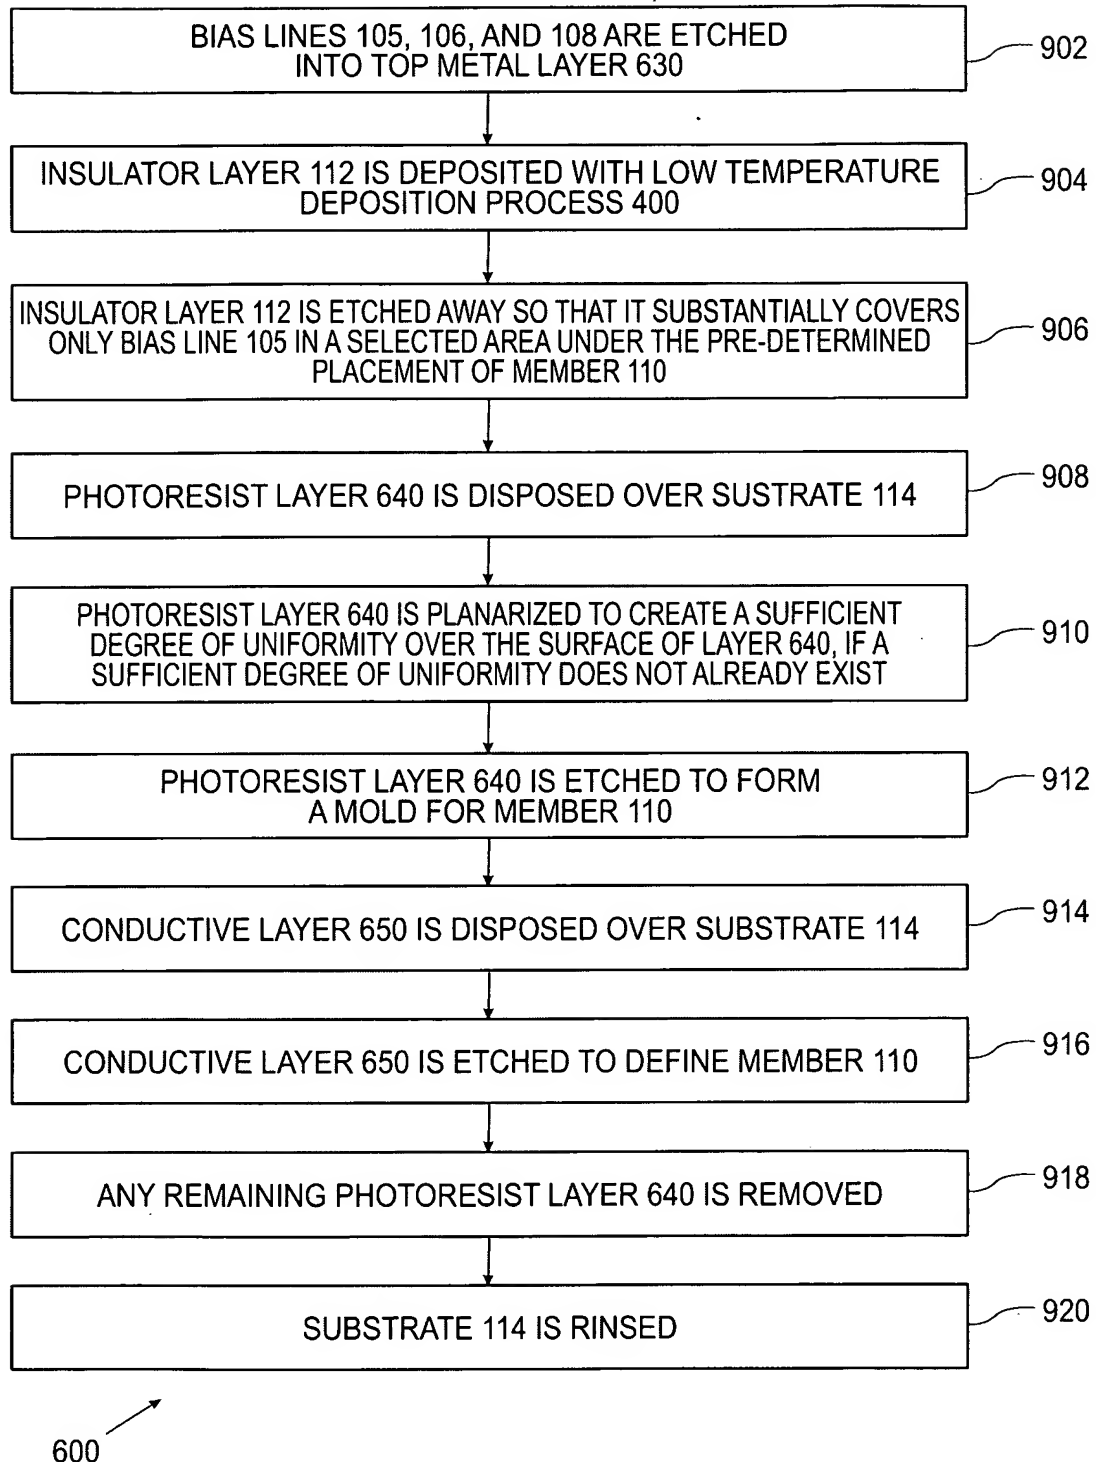 BIAS LINES 105, 106, AND 108 ARE ETCHED
INTO TOP METAL LAYER 630
902
INSULATOR LAYER 112 IS DEPOSITED WITH LOW TEMPERATURE
DEPOSITION PROCESS 400
904
INSULATOR LAYER 112 IS ETCHED AWAY SO THAT IT SUBSTANTIALLY COVERS
ONLY BIAS LINE 105 IN A SELECTED AREA UNDER THE PRE-DETERMINED
PLACEMENT OF MEMBER 110
906
PHOTORESIST LAYER 640 IS DISPOSED OVER SUSTRATE 114
908
PHOTORESIST LAYER 640 IS PLANARIZED TO CREATE A SUFFICIENT
DEGREE OF UNIFORMITY OVER THE SURFACE OF LAYER 640, IF A
SUFFICIENT DEGREE OF UNIFORMITY DOES NOT ALREADY EXIST
910
PHOTORESIST LAYER 640 IS ETCHED TO FORM
A MOLD FOR MEMBER 110
912
CONDUCTIVE LAYER 650 IS DISPOSED OVER SUBSTRATE 114
914
CONDUCTIVE LAYER 650 IS ETCHED TO DEFINE MEMBER 110
916
ANY REMAINING PHOTORESIST LAYER 640 IS REMOVED
918
SUBSTRATE 114 IS RINSED
920
600